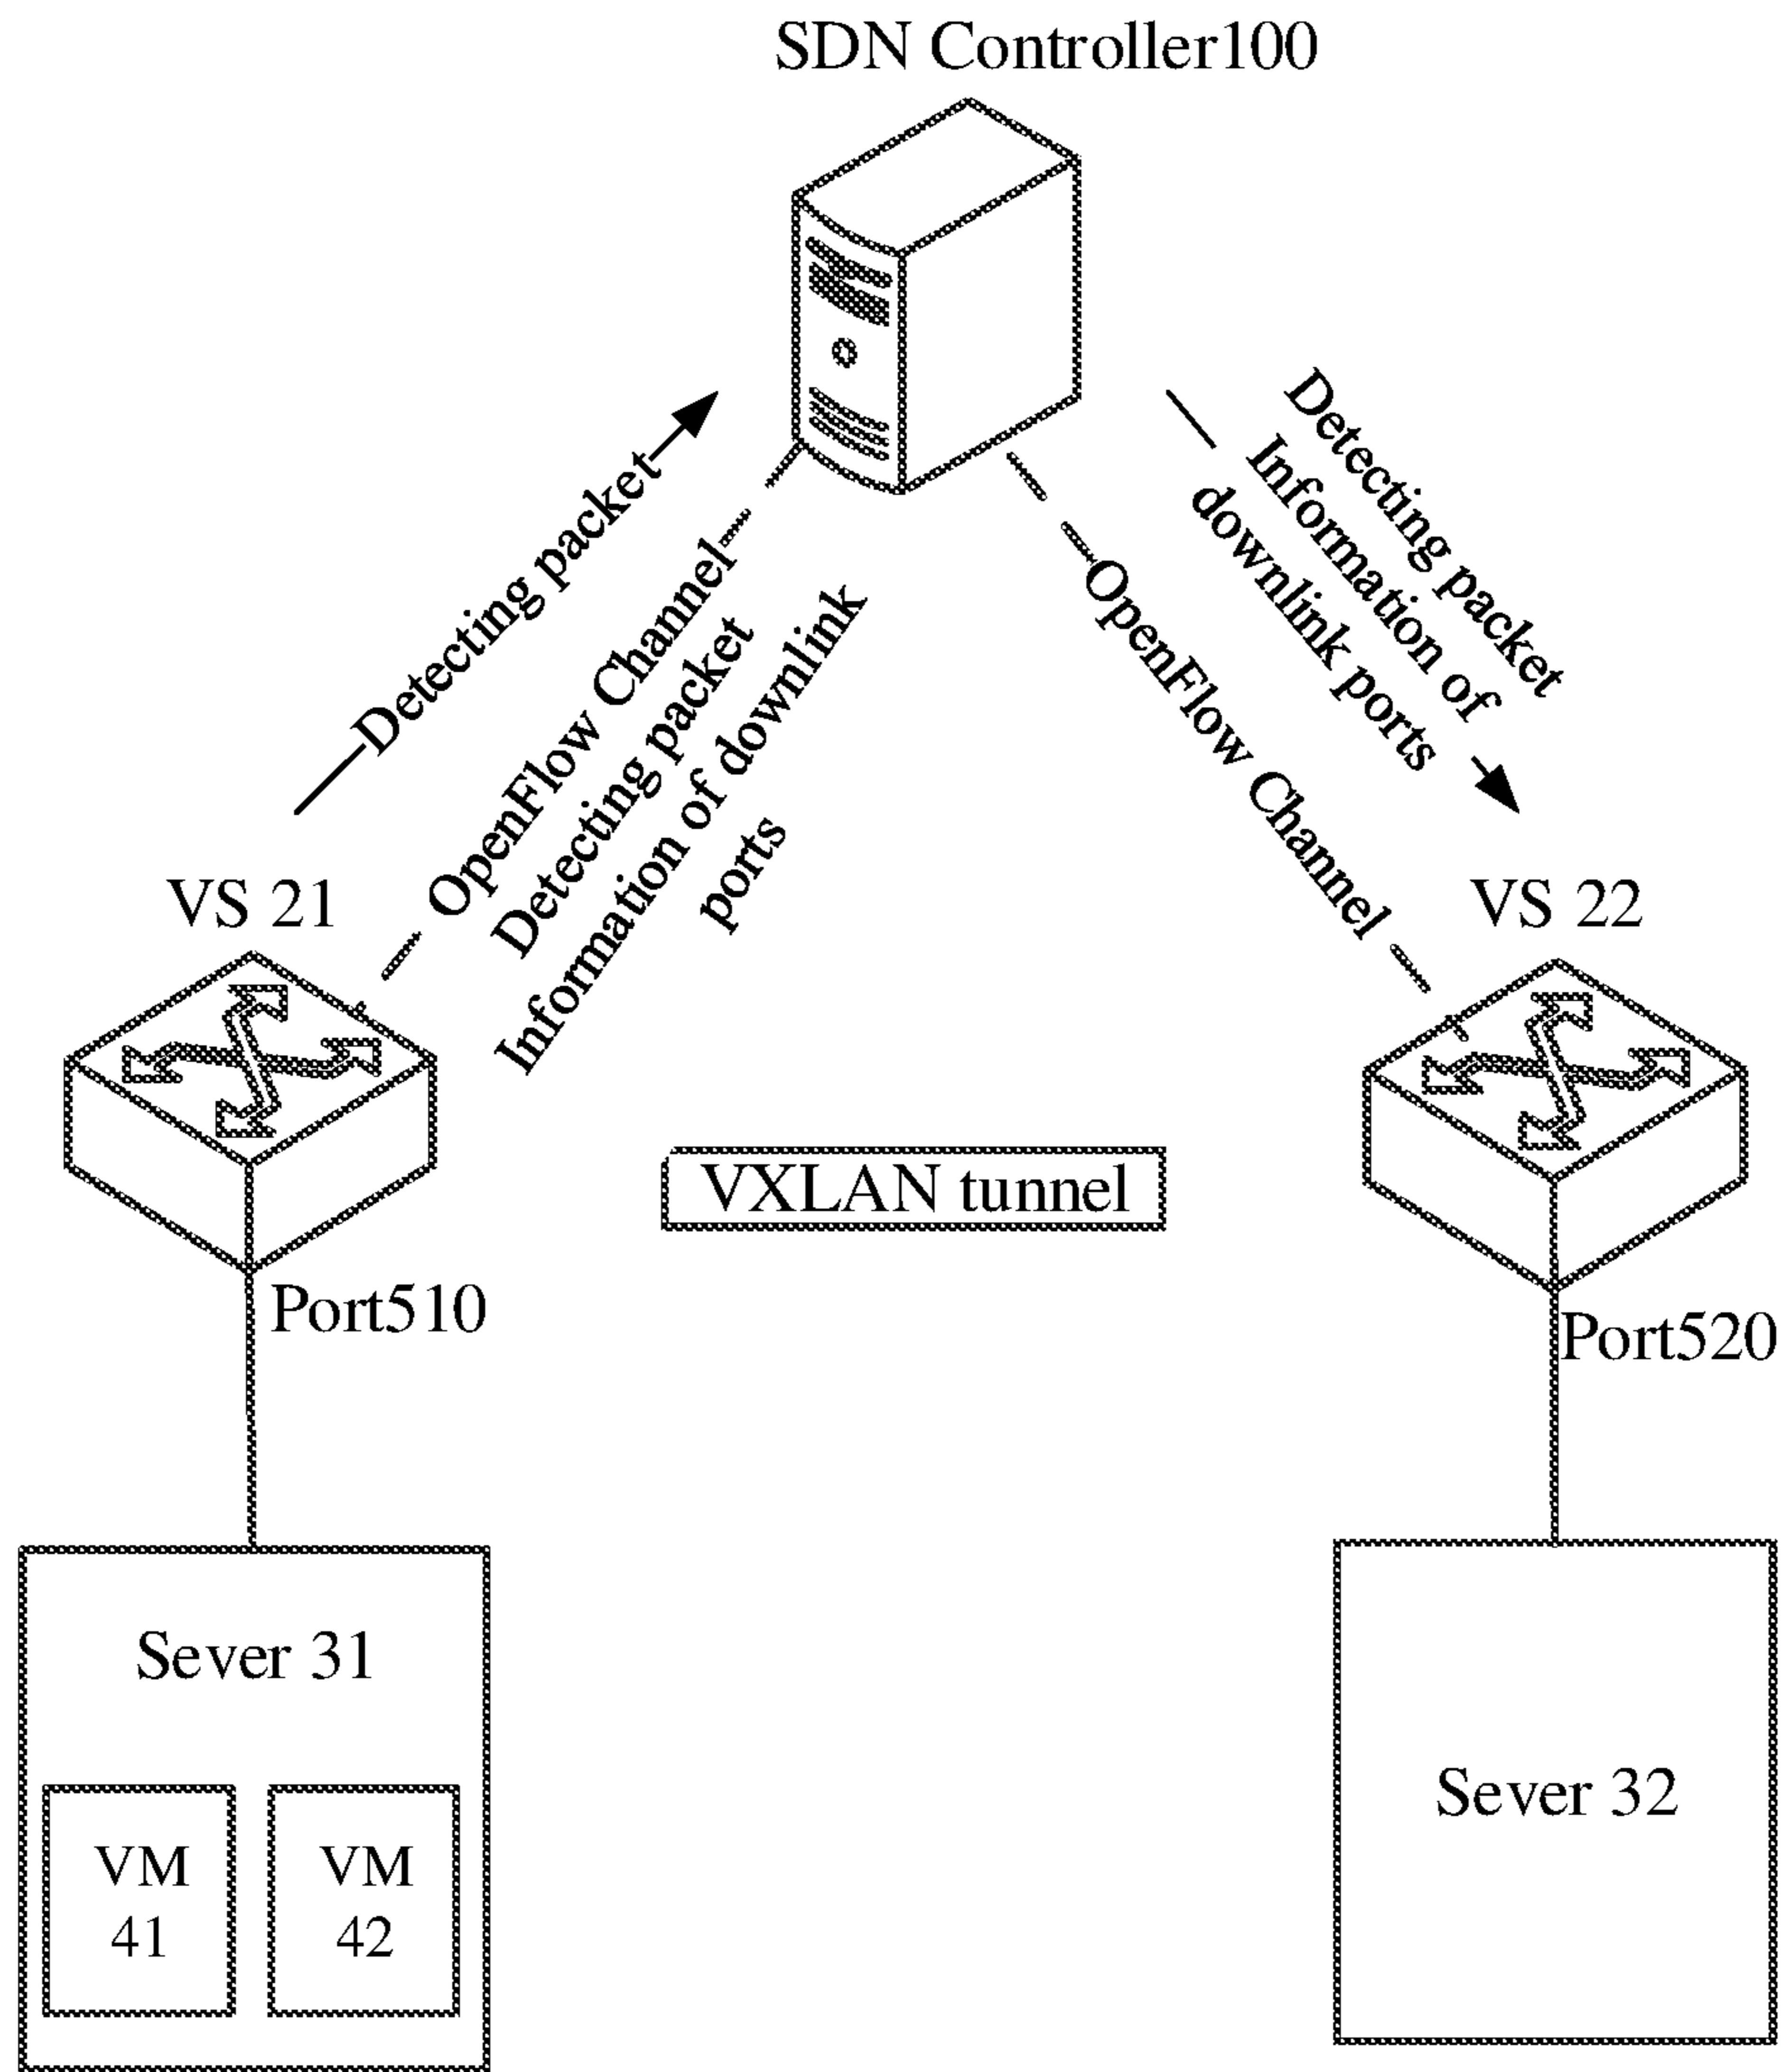 SDN Controller100
Detecting packet
OpenFlow Channel
Detecting packet
Information of downlink
ports
Detecting packet
Information of
downlink ports
OpenFlow Channel
VS 21
VS 22
VXLAN tunnel
Port510
Port520
Sever 31
VM
41
VM
42
Sever 32